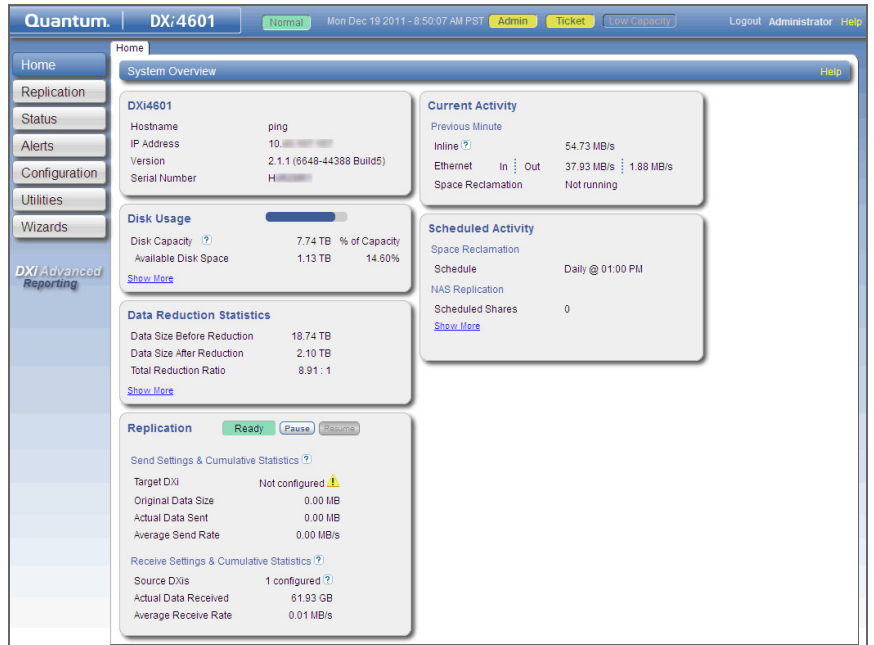 Quantum. DXi4601 Normal Mon Dec 19 2011 - 8:50:07 AM PST Admin Ticket Low Capacity Logout Administrator Help
Home
Home
Replication
Status
Alerts
Configuration
Utilities
Wizards
DXi Advanced
Reporting
System Overview Help
DXi4601
Hostname ping
IP Address 10.
Version 2.1.1 (6648-44388 Build5)
Serial Number H
Disk Usage
Disk Capacity ? 7.74 TB % of Capacity
Available Disk Space 1.13 TB 14.60%
Show More
Data Reduction Statistics
Data Size Before Reduction 18.74 TB
Data Size After Reduction 2.10 TB
Total Reduction Ratio 8.91 : 1
Show More
Replication Ready Pause Resume
Send Settings & Cumulative Statistics ?
Target DXi Not configured
Original Data Size 0.00 MB
Actual Data Sent 0.00 MB
Average Send Rate 0.00 MB/s
Receive Settings & Cumulative Statistics ?
Source DXis 1 configured ?
Actual Data Received 61.93 GB
Average Receive Rate 0.01 MB/s
Current Activity
Previous Minute
Inline ? 54.73 MB/s
Ethernet In Out 37.93 MB/s 1.88 MB/s
Space Reclamation Not running
Scheduled Activity
Space Reclamation
Schedule Daily @ 01:00 PM
NAS Replication
Scheduled Shares 0
Show More